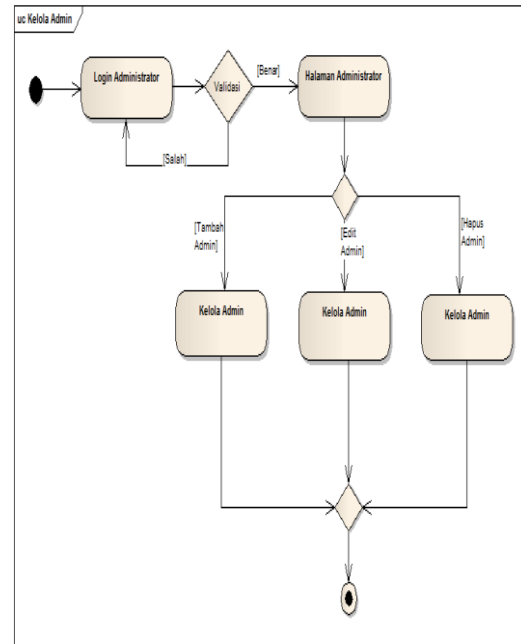 uc Kelola Admin
Login Administrator
Validasi
[Benar]
Halaman Administrator
[Salah]
[Tambah
Admin]
[Edit
Admin]
[Hapus
Admin]
Kelola Admin
Kelola Admin
Kelola Admin